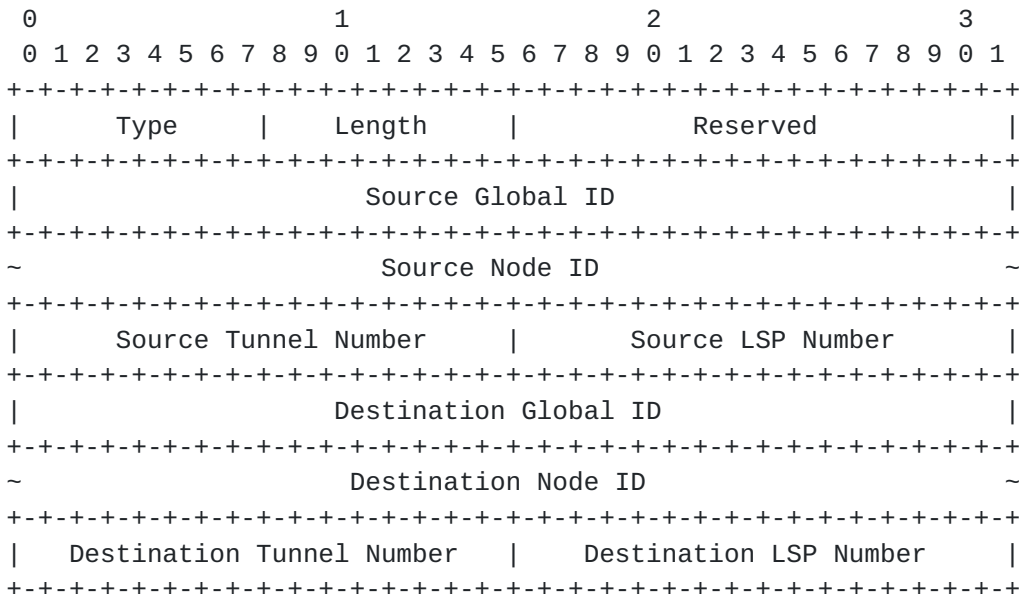 0                   1                   2                   3
 0 1 2 3 4 5 6 7 8 9 0 1 2 3 4 5 6 7 8 9 0 1 2 3 4 5 6 7 8 9 0 1
+-+-+-+-+-+-+-+-+-+-+-+-+-+-+-+-+-+-+-+-+-+-+-+-+-+-+-+-+-+-+-+-+
|      Type     |    Length     |           Reserved            |
+-+-+-+-+-+-+-+-+-+-+-+-+-+-+-+-+-+-+-+-+-+-+-+-+-+-+-+-+-+-+-+-+
|                      Source Global ID                         |
+-+-+-+-+-+-+-+-+-+-+-+-+-+-+-+-+-+-+-+-+-+-+-+-+-+-+-+-+-+-+-+-+
~                       Source Node ID                          ~
+-+-+-+-+-+-+-+-+-+-+-+-+-+-+-+-+-+-+-+-+-+-+-+-+-+-+-+-+-+-+-+-+
|      Source Tunnel Number     |       Source LSP Number       |
+-+-+-+-+-+-+-+-+-+-+-+-+-+-+-+-+-+-+-+-+-+-+-+-+-+-+-+-+-+-+-+-+
|                    Destination Global ID                      |
+-+-+-+-+-+-+-+-+-+-+-+-+-+-+-+-+-+-+-+-+-+-+-+-+-+-+-+-+-+-+-+-+
~                     Destination Node ID                       ~
+-+-+-+-+-+-+-+-+-+-+-+-+-+-+-+-+-+-+-+-+-+-+-+-+-+-+-+-+-+-+-+-+
|   Destination Tunnel Number   |    Destination LSP Number     |
+-+-+-+-+-+-+-+-+-+-+-+-+-+-+-+-+-+-+-+-+-+-+-+-+-+-+-+-+-+-+-+-+